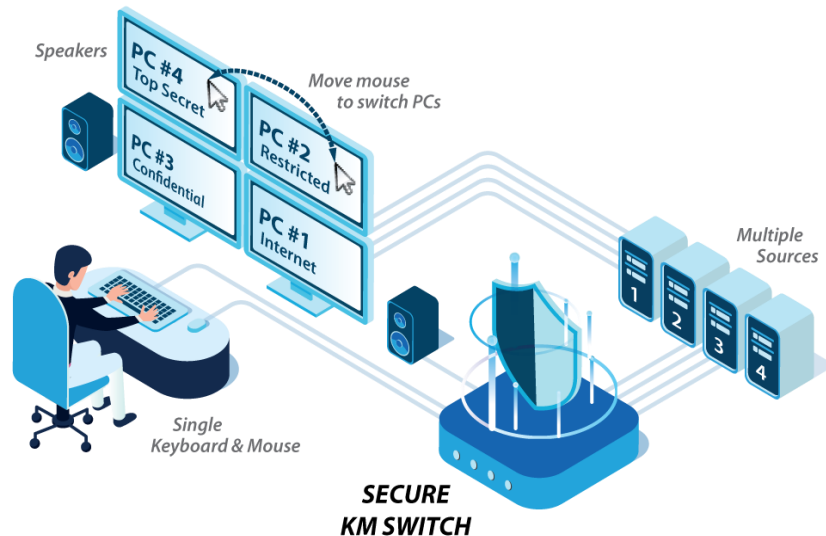 Speakers
PC #4
Top Secret
Move mouse
to switch PCs
PC #2
Restricted
PC #3
Confidential
PC #1
Internet
Multiple
Sources
1
2
3
4
Single
Keyboard & Mouse
SECURE
KM SWITCH